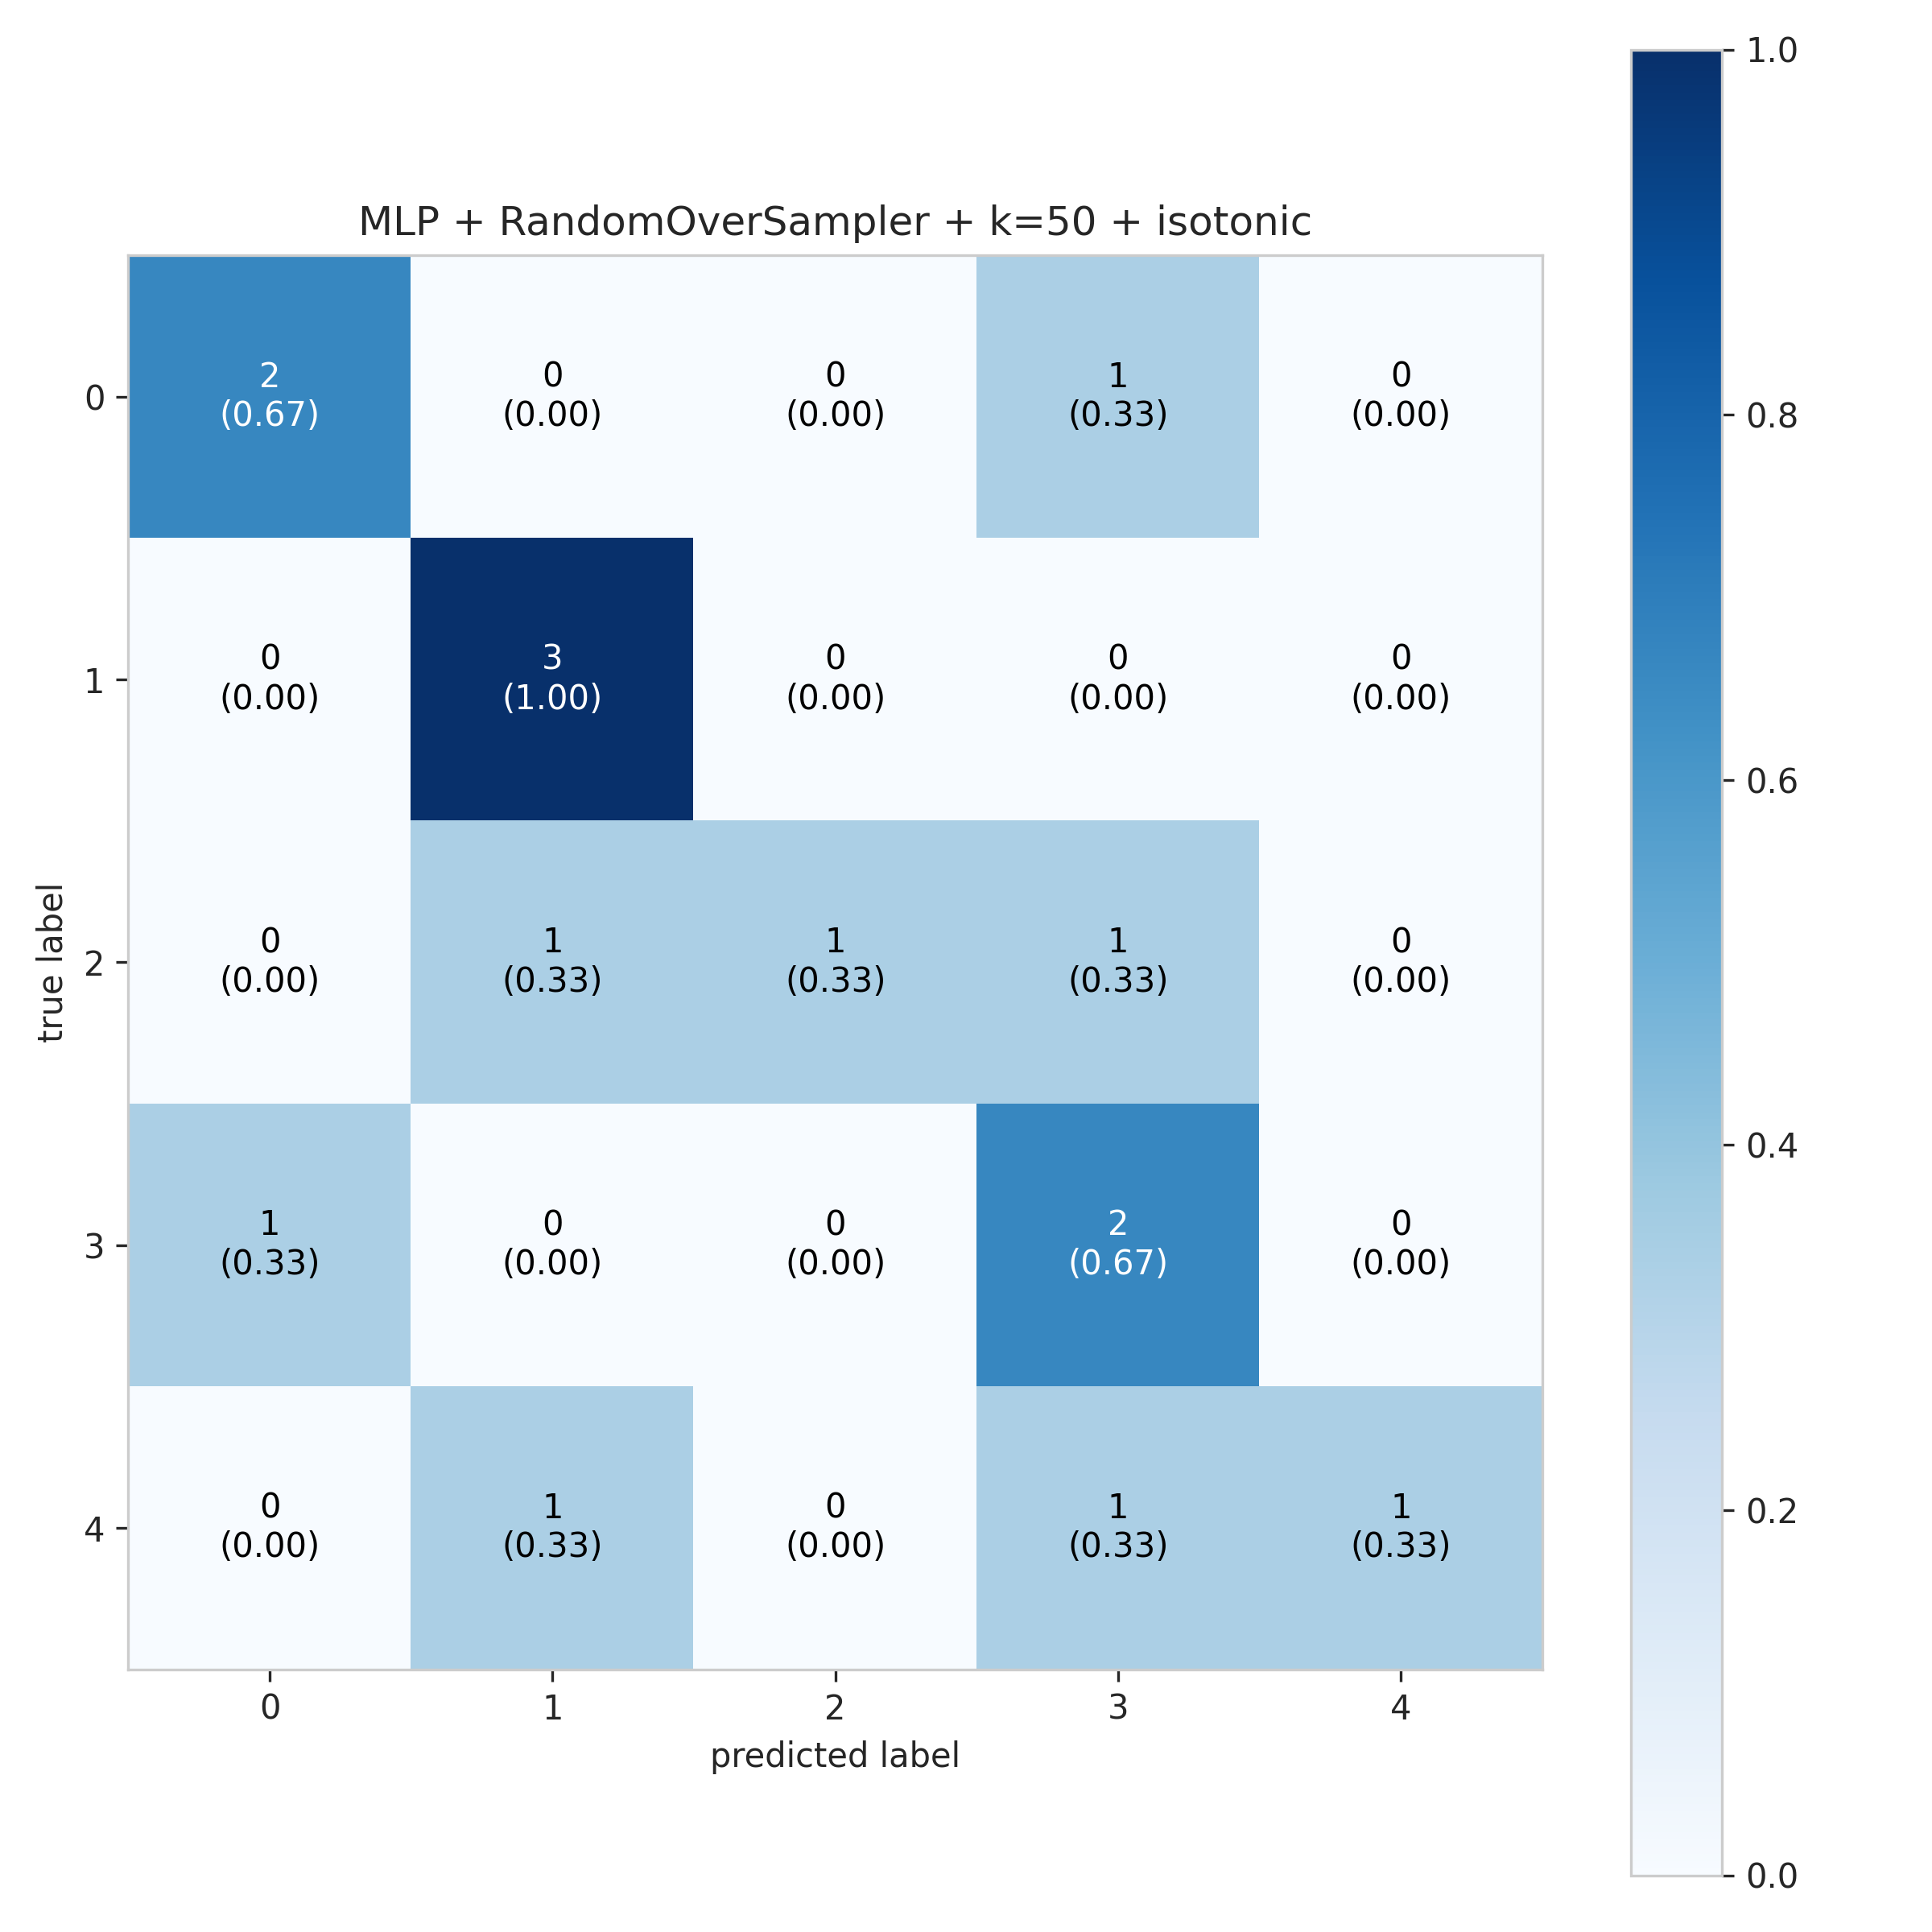 MLP + RandomOverSampler + k=50 + isotonic
1.0
0.8
0.6
0.4
0.2
0.0
true label
0
2 0 0 1 0
(0.67) (0.00) (0.00) (0.33) (0.00)
1
0 3 0 0 0
(0.00) (1.00) (0.00) (0.00) (0.00)
2
0 1 1 1 0
(0.00) (0.33) (0.33) (0.33) (0.00)
3
1 0 0 2 0
(0.33) (0.00) (0.00) (0.67) (0.00)
4
0 1 0 1 1
(0.00) (0.33) (0.00) (0.33) (0.33)
0 1 2 3 4
predicted label